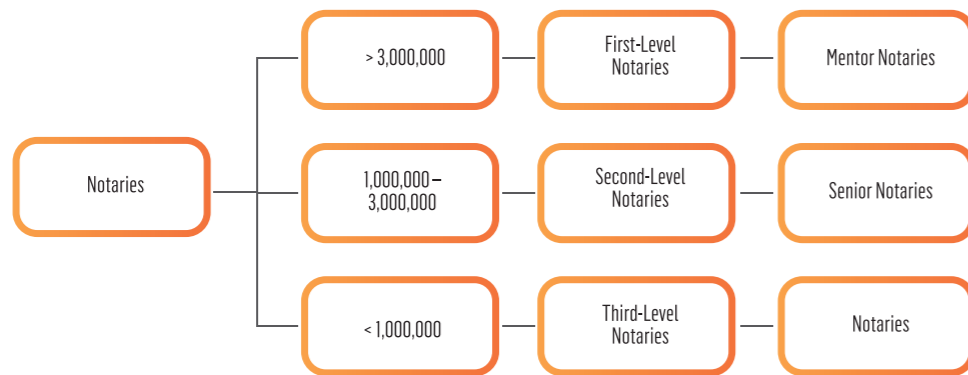 Notaries
> 3,000,000
First-Level
Notaries
Mentor Notaries
1,000,000 –
3,000,000
Second-Level
Notaries
Senior Notaries
< 1,000,000
Third-Level
Notaries
Notaries